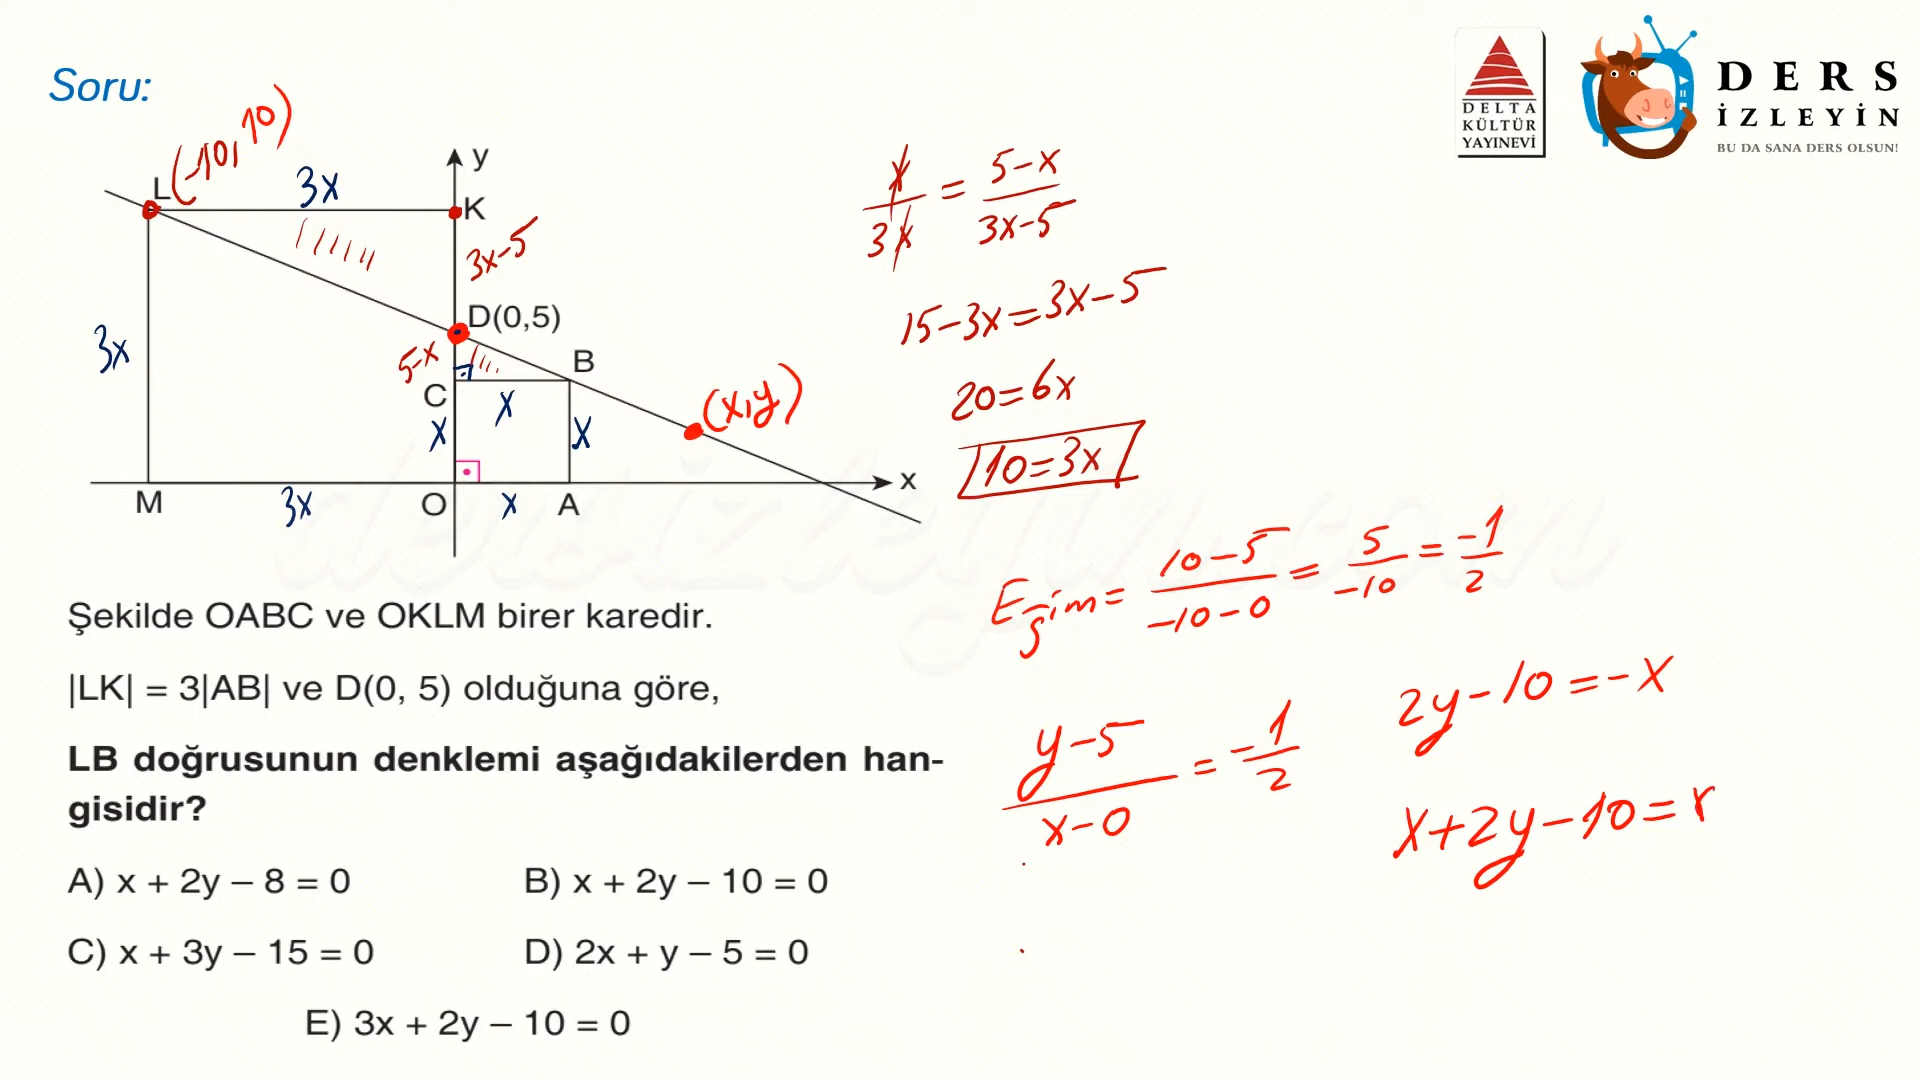 Soru:
DELTA
KÜLTÜR
YAYINEVİ
DERS
İZLEYİN
BU DA SANA DERS OLSUN!
L (-10, 10)
3x
y
K
3x-5
3x
D(0,5)
5-x
B
C
x
x
x
(x,y)
x
M
3x
O
x
A
x/3x = 5-x/3x-5
15-3x=3x-5
20=6x
10=3x
Eğim= 10-5/-10-0 = 5/-10 = -1/2
y-5/x-0 = -1/2
2y-10=-x
x+2y-10=
dersizleyin.com
Şekilde OABC ve OKLM birer karedir.
|LK| = 3|AB| ve D(0, 5) olduğuna göre,
LB doğrusunun denklemi aşağıdakilerden han-
gisidir?
A) x + 2y – 8 = 0 B) x + 2y – 10 = 0
C) x + 3y – 15 = 0 D) 2x + y – 5 = 0
E) 3x + 2y – 10 = 0